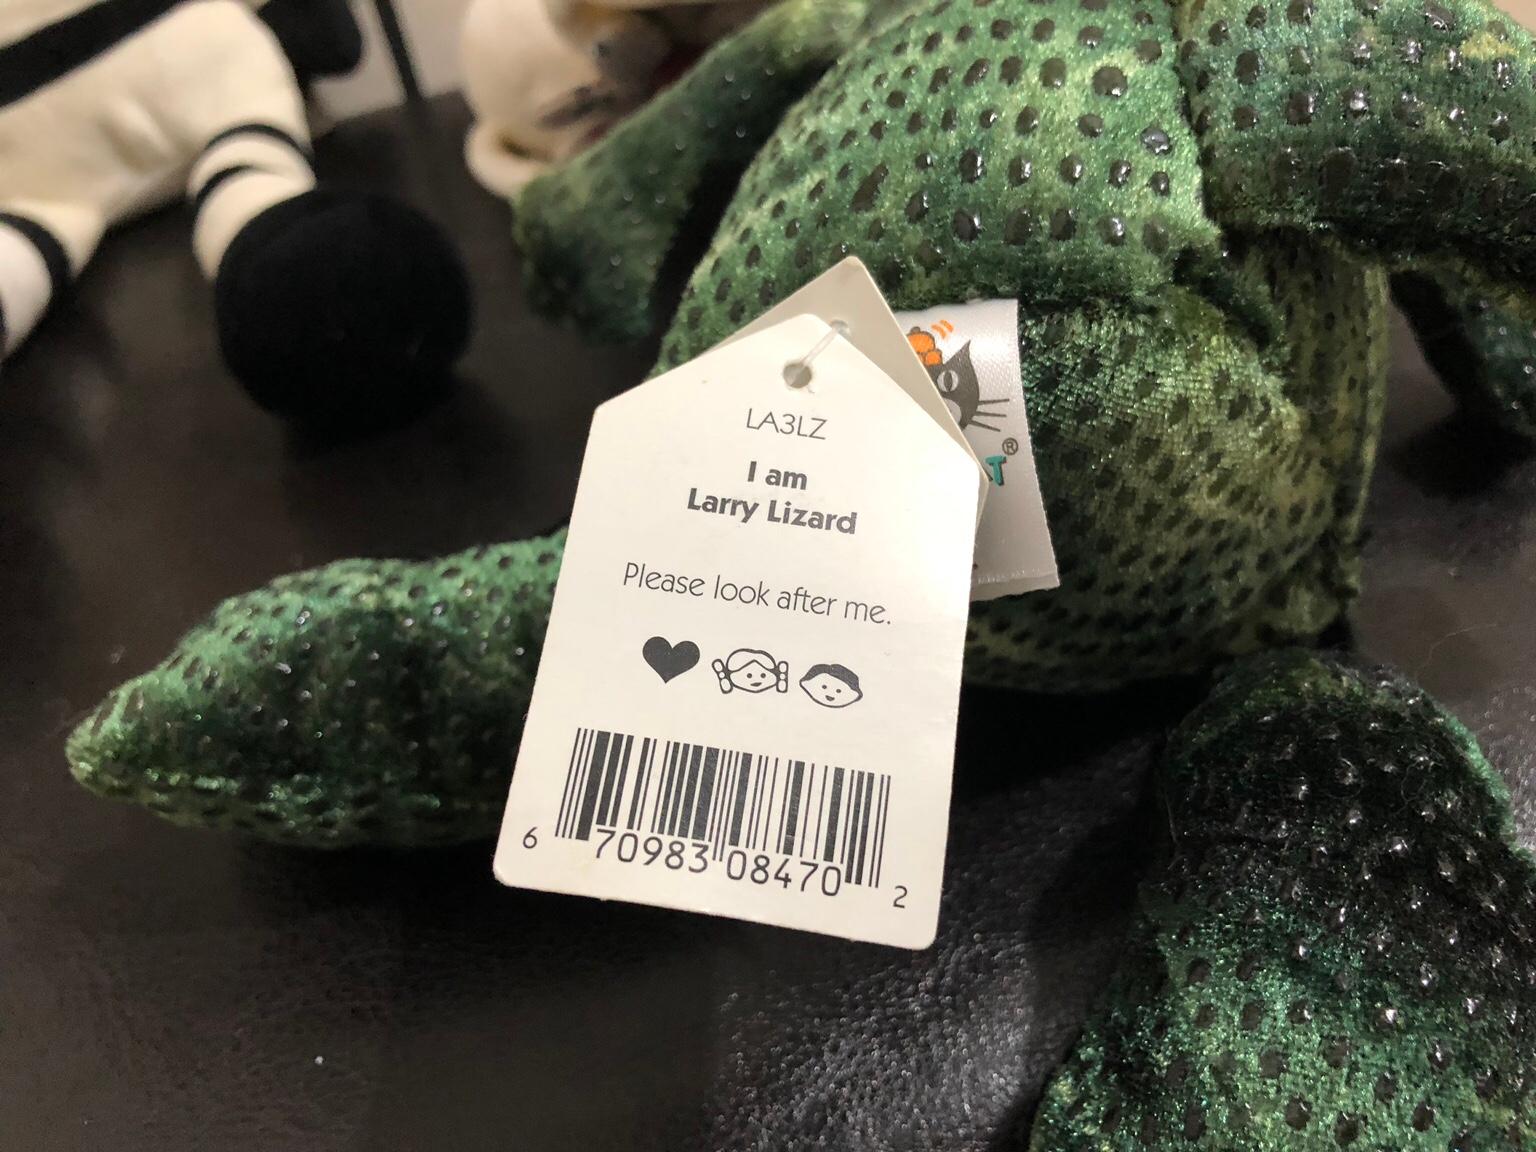 LA3LZ
I am
Larry Lizard
Please look after me.
6 70983 08470 2
®